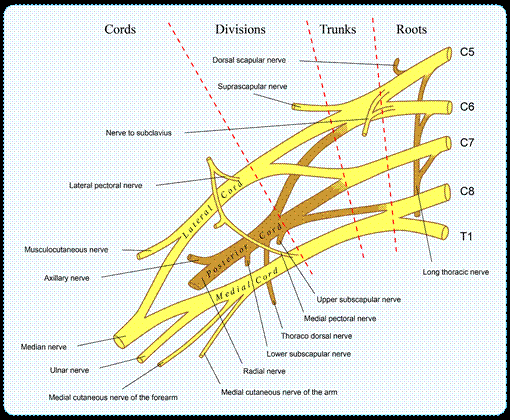 Cords Divisions Trunks Roots
Dorsal scapular nerve
C5
Suprascapular nerve
C6
Nerve to subclavius
C7
Lateral pectoral nerve
C8
Lateral Cord
T1
Musculocutaneous nerve
Posterior Cord
Axillary nerve
Long thoracic nerve
Medial Cord
Upper subscapular nerve
Medial pectoral nerve
Thoraco dorsal nerve
Median nerve
Lower subscapular nerve
Ulnar nerve
Radial nerve
Medial cutaneous nerve of the forearm
Medial cutaneous nerve of the arm